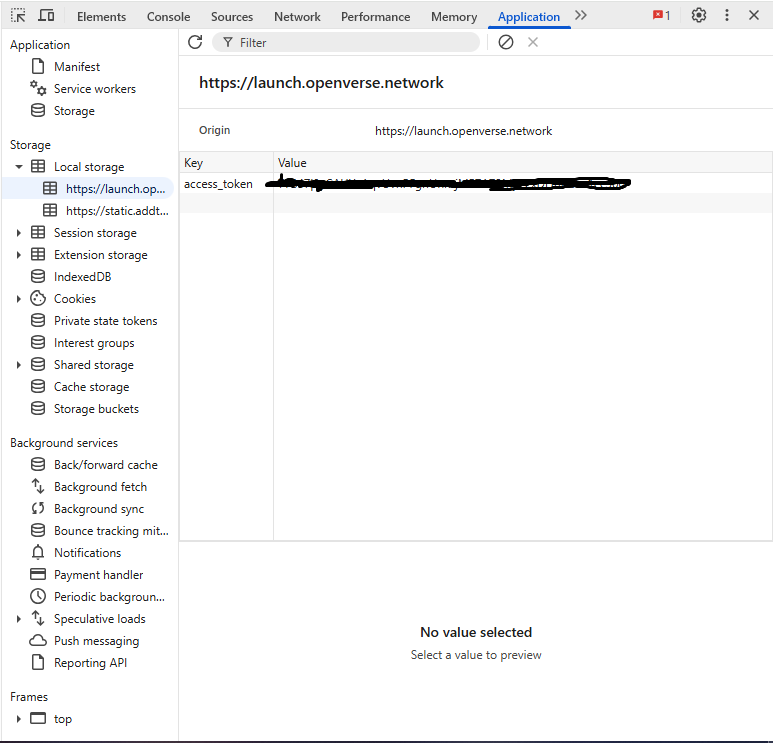 Elements Console Sources Network Performance Memory Application 1
Application
Filter
Manifest
Service workers
Storage
https://launch.openverse.network
Origin https://launch.openverse.network
Storage
Key Value
Local storage
https://launch.op...
access_token
https://static.addt...
Session storage
Extension storage
IndexedDB
Cookies
Private state tokens
Interest groups
Shared storage
Cache storage
Storage buckets
Background services
Back/forward cache
Background fetch
Background sync
Bounce tracking mit...
Notifications
Payment handler
Periodic backgroun...
Speculative loads
Push messaging
Reporting API
No value selected
Select a value to preview
Frames
top